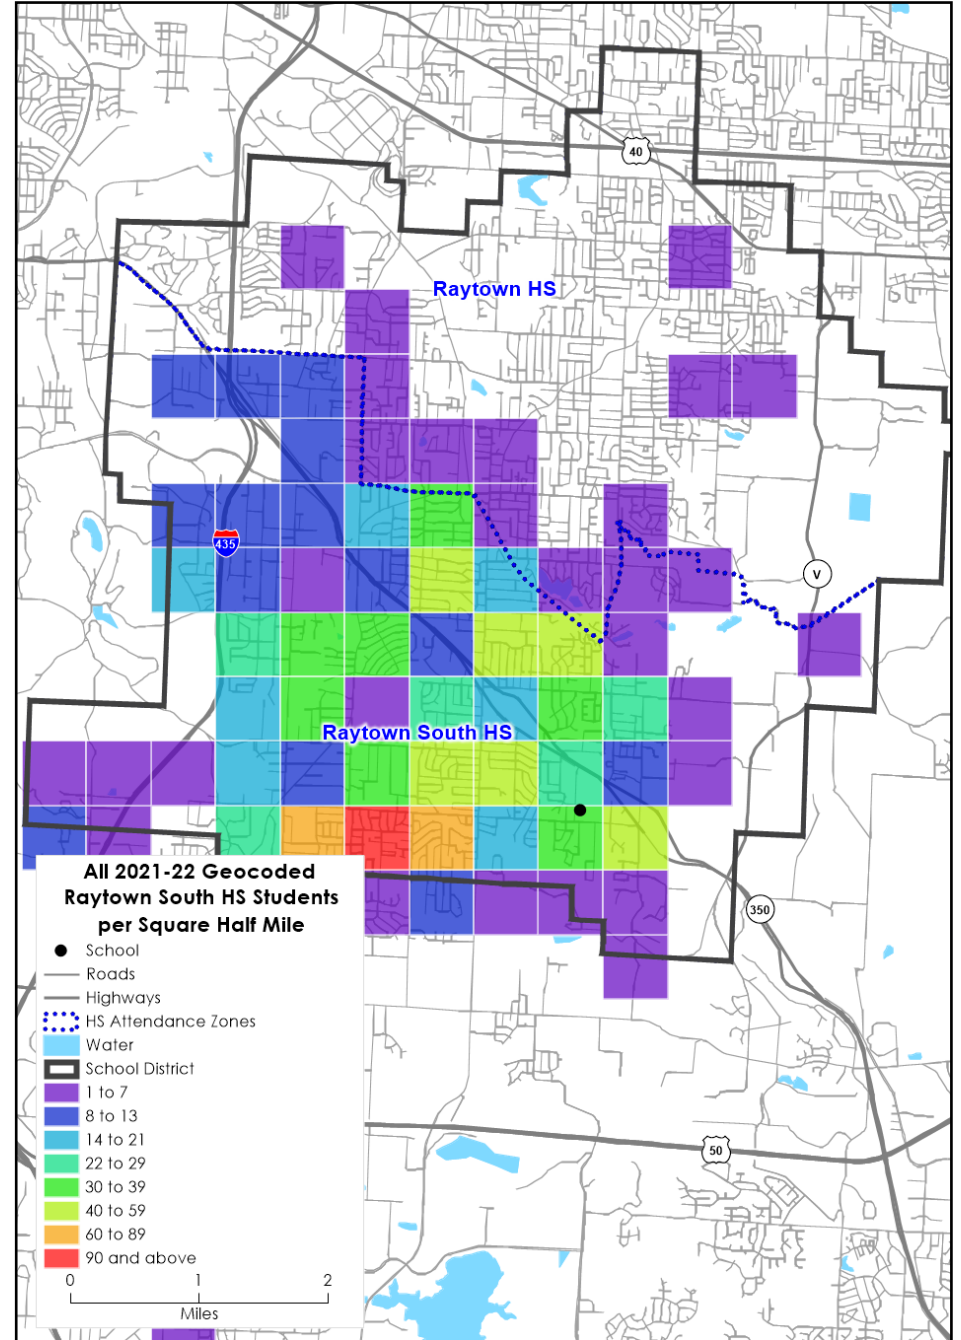 40
Raytown HS
435
V
Raytown South HS
All 2021-22 Geocoded
Raytown South HS Students
per Square Half Mile
School
Roads
Highways
HS Attendance Zones
Water
School District
1 to 7
8 to 13
14 to 21
22 to 29
30 to 39
40 to 59
60 to 89
90 and above
0 1 2
Miles
350
50